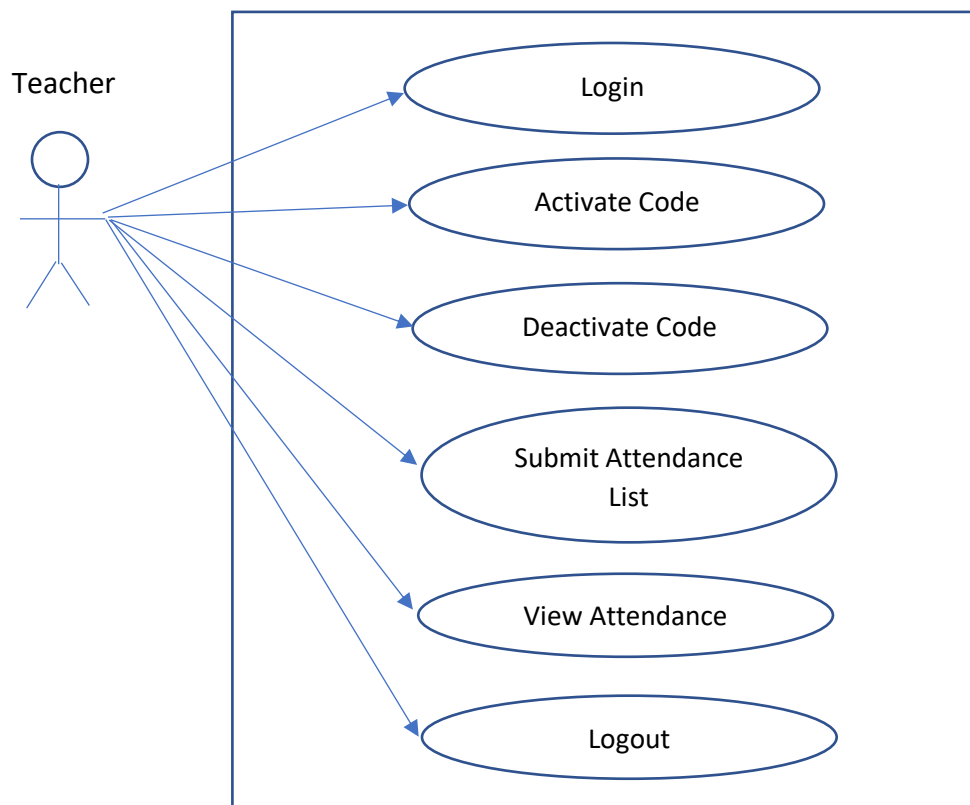 Teacher
Login
Activate Code
Deactivate Code
Submit Attendance
List
View Attendance
Logout